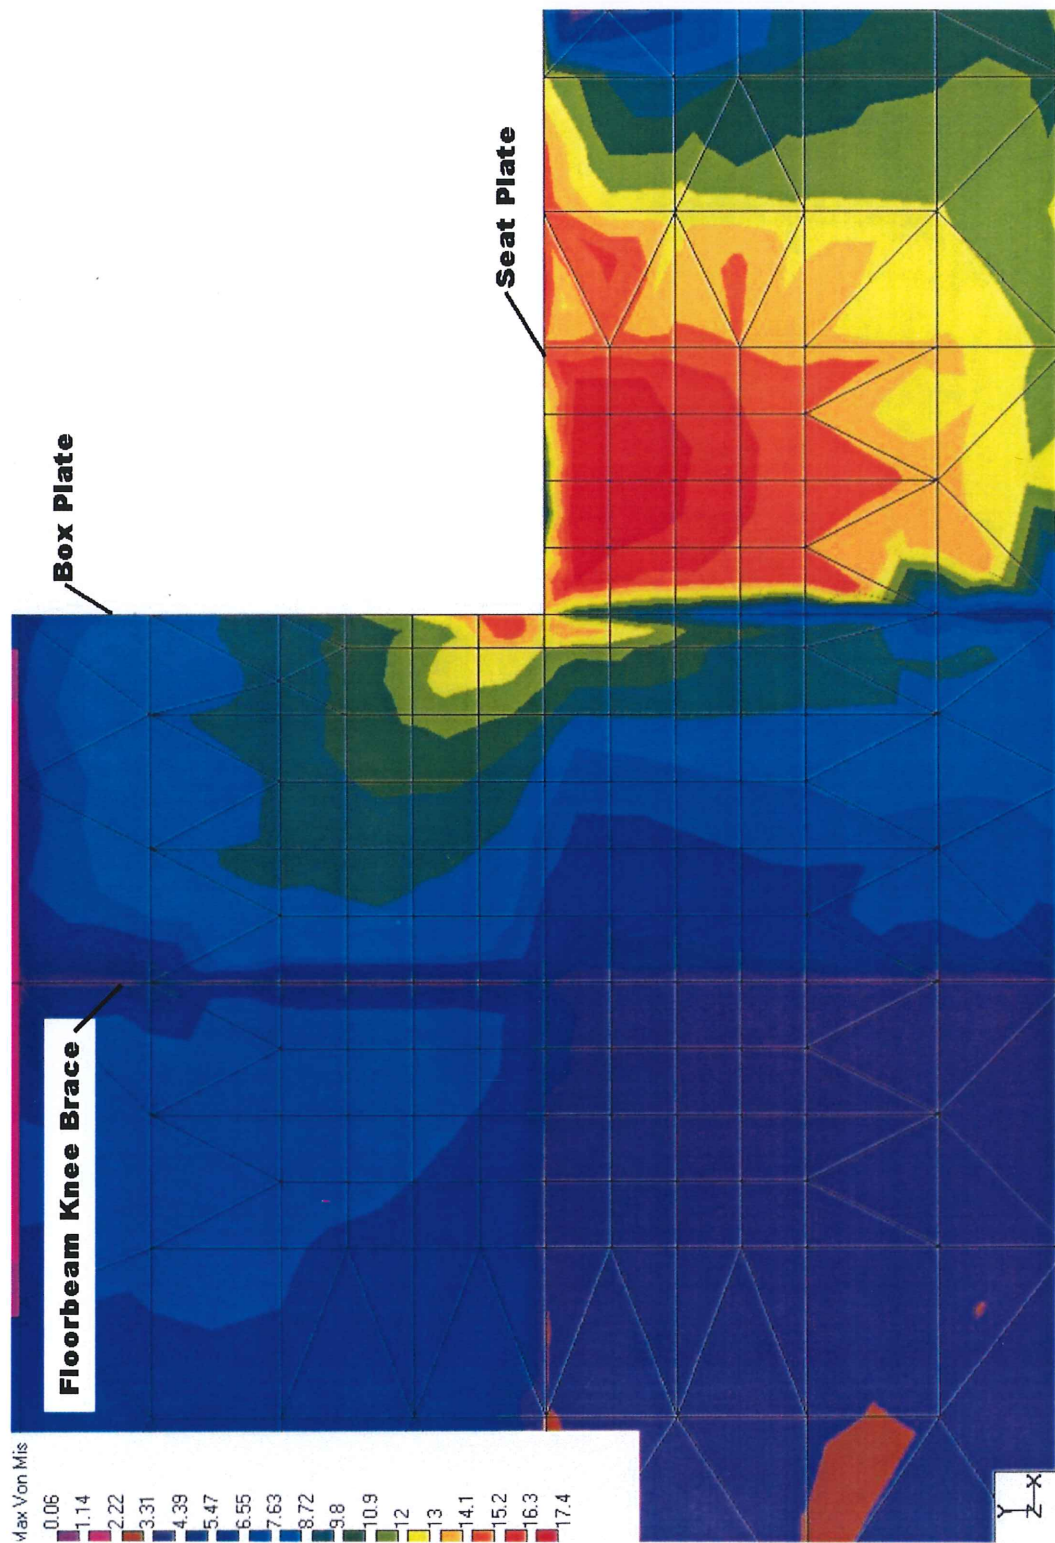 Box Plate
Seat Plate
Floorbeam Knee Brace
Max Von Mis
0.06
1.14
2.22
3.31
4.39
5.47
6.55
7.63
8.72
9.8
10.9
12
13
14.1
15.2
16.3
17.4
Y
Z X